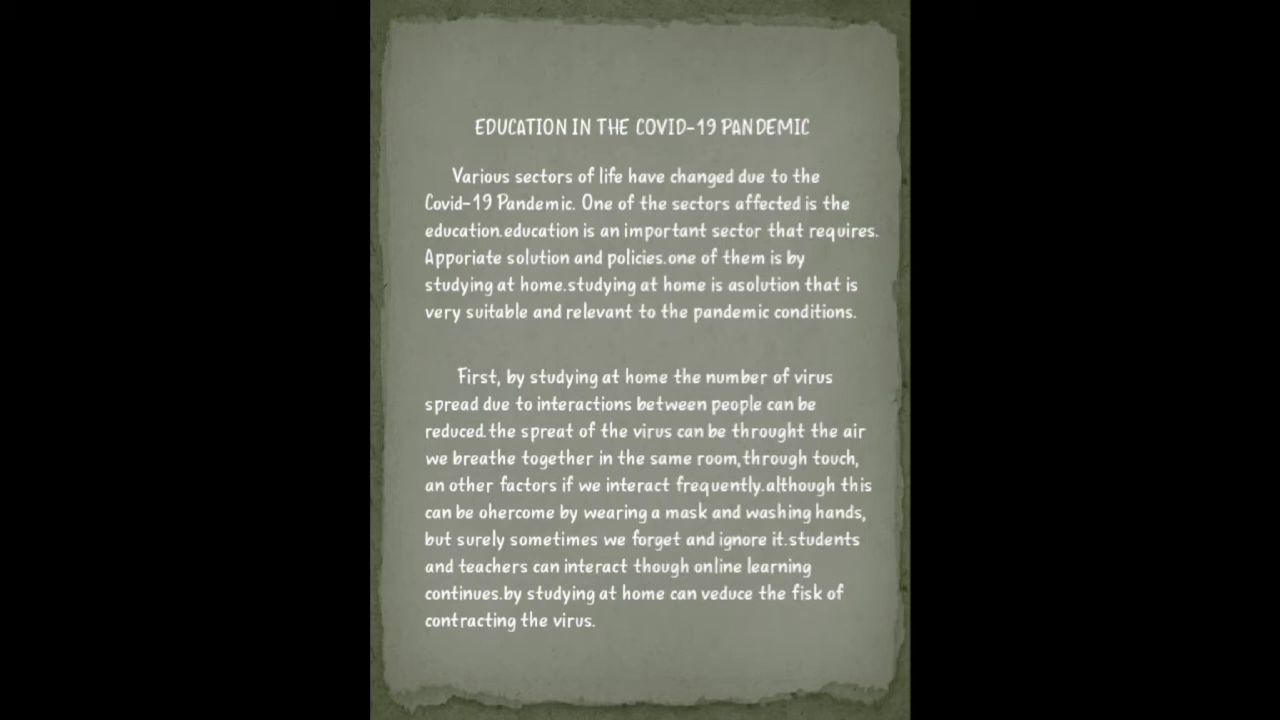 EDUCATION IN THE COVID-19 PANDEMIC
Various sectors of life have changed due to the
Covid-19 Pandemic. One of the sectors affected is the
education.education is an important sector that requires.
Apporiate solution and policies.one of them is by
studying at home.studying at home is asolution that is
very suitable and relevant to the pandemic conditions.
First, by studying at home the number of virus
spread due to interactions between people can be
reduced.the spreat of the virus can be throught the air
we breathe together in the same room,through touch,
an other factors if we interact frequently.although this
can be ohercome by wearing a mask and washing hands,
but surely sometimes we forget and ignore it.students
and teachers can interact though online learning
continues.by studying at home can veduce the fisk of
contracting the virus.